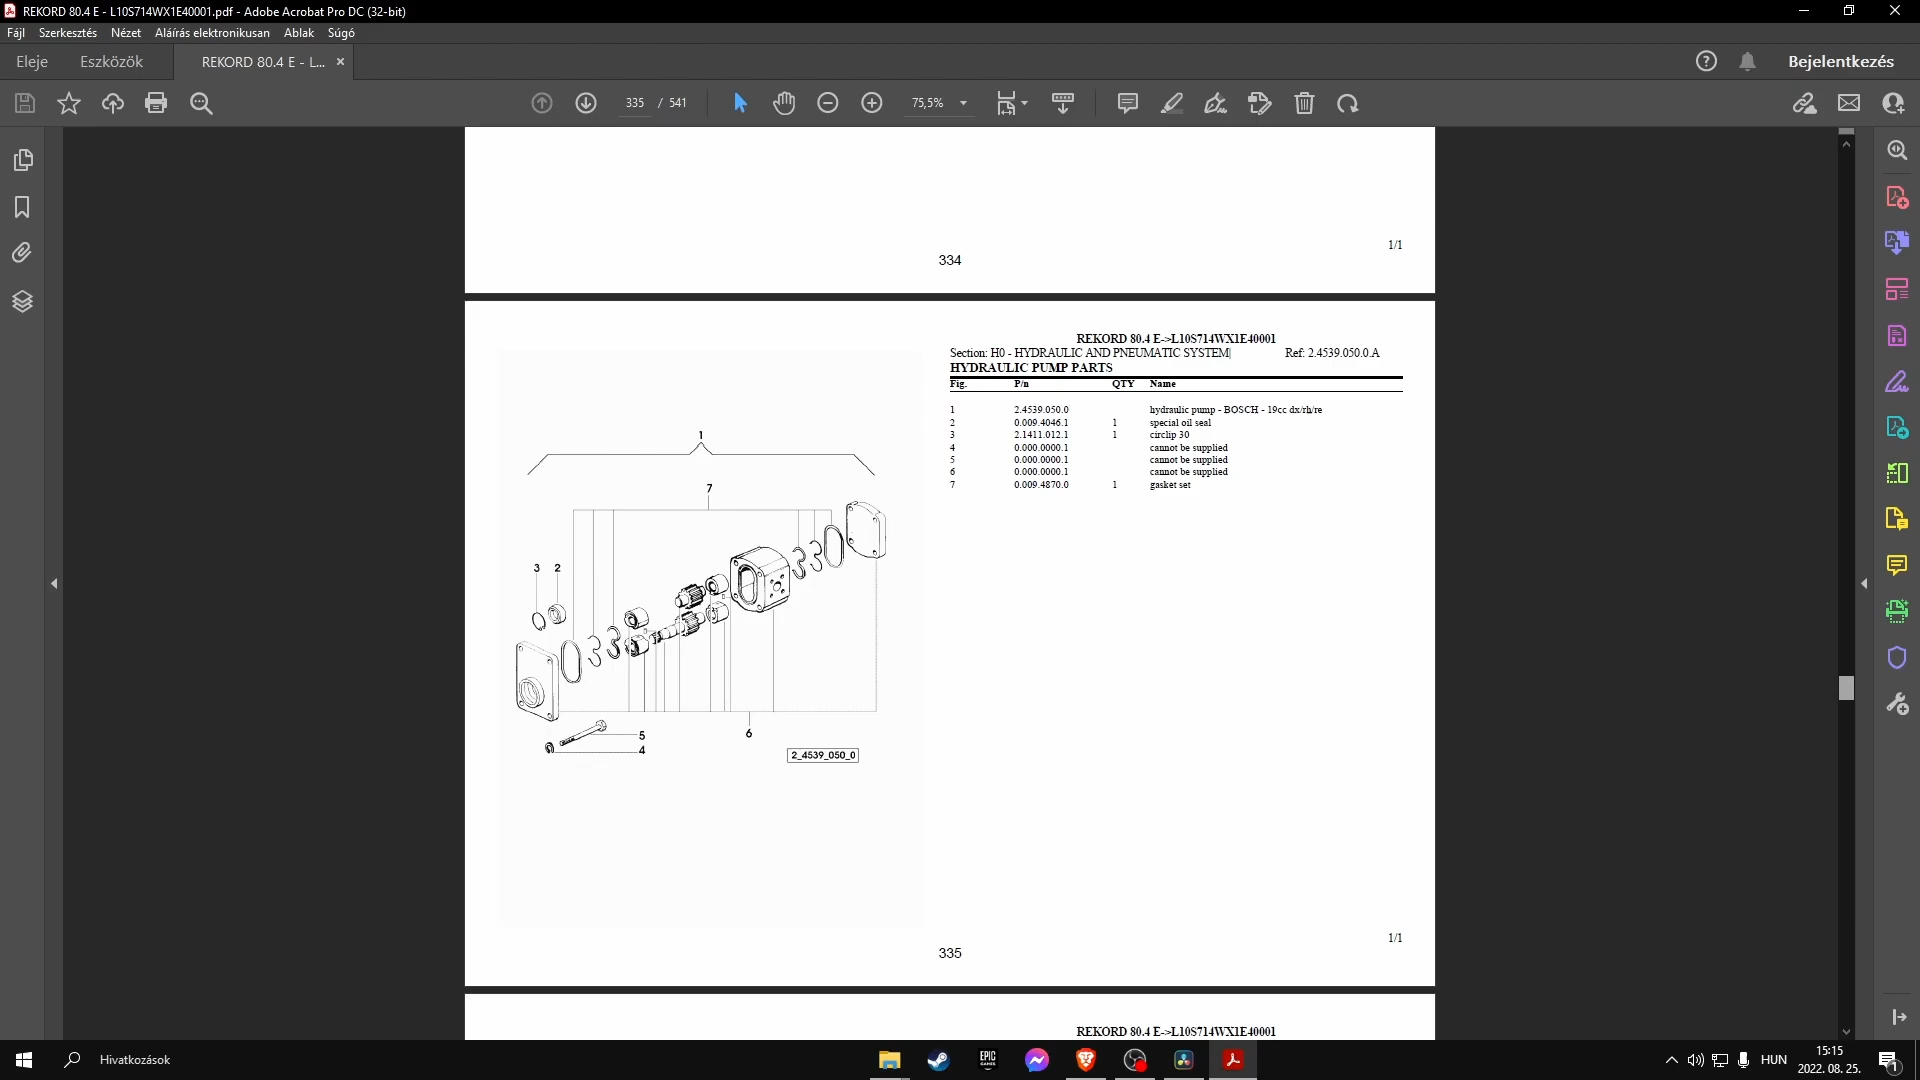 REKORD 80.4 E - L10S714WX1E40001.pdf - Adobe Acrobat Pro DC (32-bit)
Fájl Szerkesztés Nézet Aláírás elektronikusan Ablak Súgó
Eleje Eszközök REKORD 80.4 E - L... × Bejelentkezés
335 / 541 75,5%
1/1
334
REKORD 80.4 E->L10S714WX1E40001
Section: H0 - HYDRAULIC AND PNEUMATIC SYSTEM| Ref: 2.4539.050.0.A
HYDRAULIC PUMP PARTS
Fig. P/n QTY Name
1 2.4539.050.0 hydraulic pump - BOSCH - 19cc dx/rh/re
2 0.009.4046.1 1 special oil seal
3 2.1411.012.1 1 circlip 30
4 0.000.0000.1 cannot be supplied
5 0.000.0000.1 cannot be supplied
6 0.000.0000.1 cannot be supplied
7 0.009.4870.0 1 gasket set
1
7
3 2
5
4
6
2_4539_050_0
1/1
335
REKORD 80.4 E->L10S714WX1E40001
Hivatkozások
EPIC GAMES
HUN
15:15
2022. 08. 25.
1